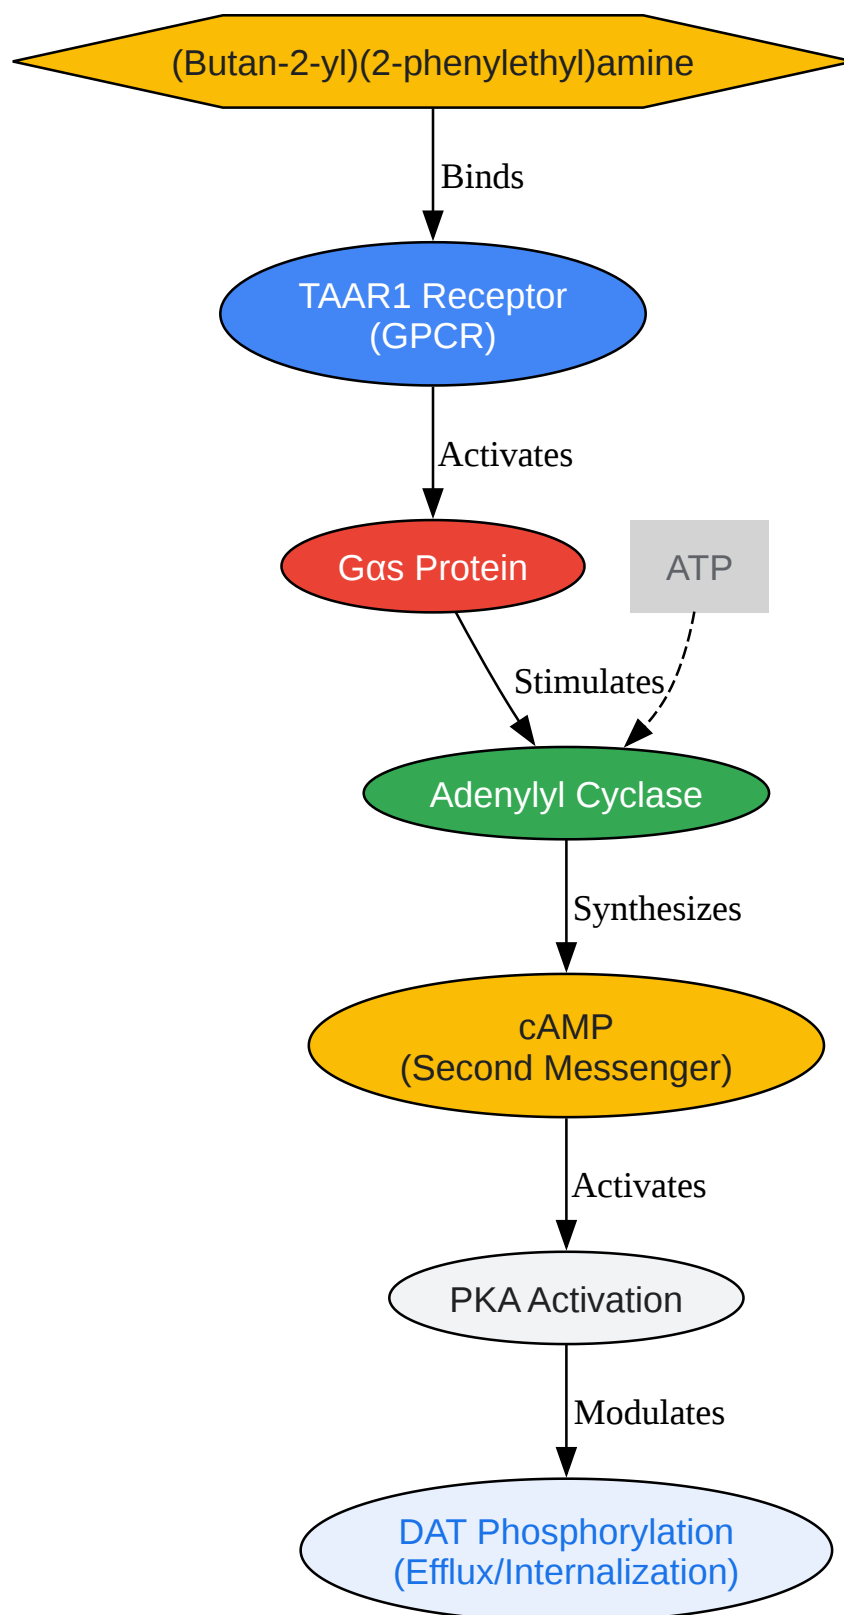 (Butan-2-yl)(2-phenylethyl)amine
Binds
TAAR1 Receptor
(GPCR)
Activates
Gαs Protein
ATP
Stimulates
Adenylyl Cyclase
Synthesizes
cAMP
(Second Messenger)
Activates
PKA Activation
Modulates
DAT Phosphorylation
(Efflux/Internalization)